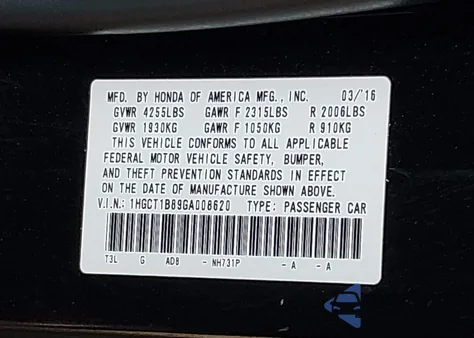 MFD. BY HONDA OF AMERICA MFG., INC. 03/'16
GVWR 4255LBS GAWR F 2315LBS R 2006LBS
GVWR 1930KG GAWR F 1050KG R 910KG
THIS VEHICLE CONFORMS TO ALL APPLICABLE
FEDERAL MOTOR VEHICLE SAFETY, BUMPER,
AND THEFT PREVENTION STANDARDS IN EFFECT
ON THE DATE OF MANUFACTURE SHOWN ABOVE.
V.I.N.: 1HGCT1B89GA008620 TYPE: PASSENGER CAR
T3L G AD8 - NH731P - A - A